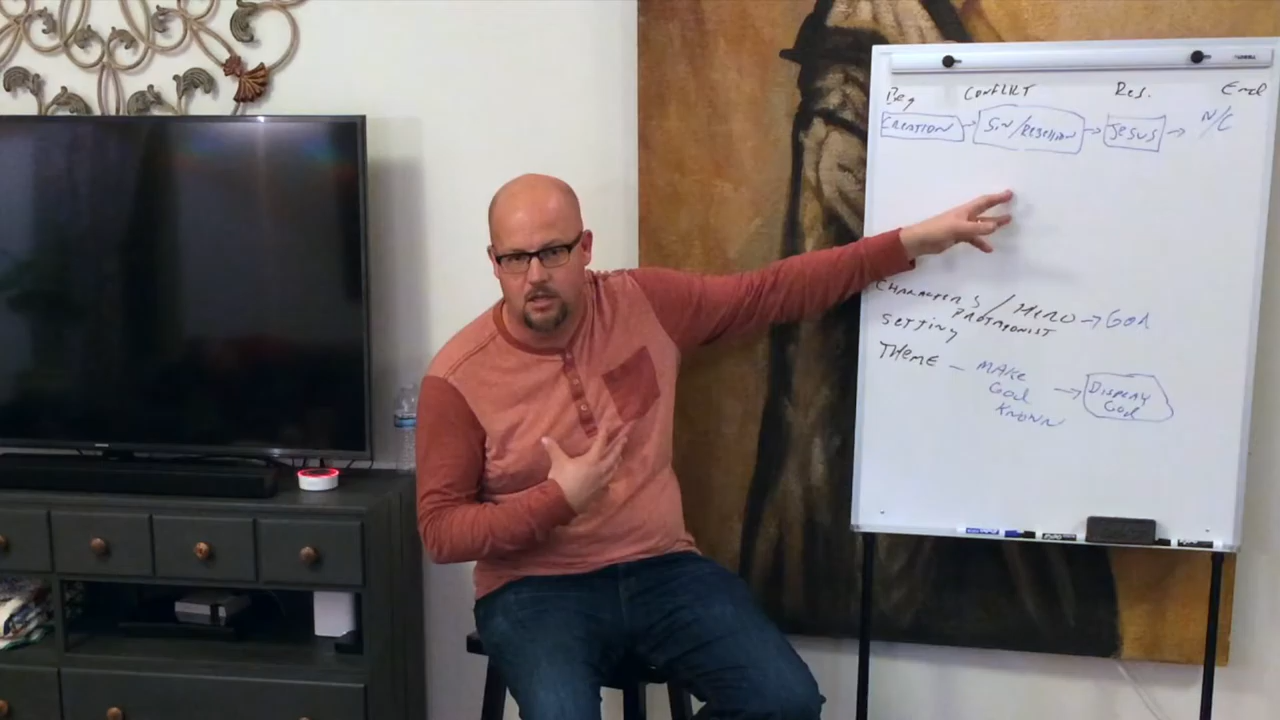 Beg CONFLICT Res. End
CREATION → SIN/REBELLION → JESUS → N/C
CHARACTERS / HERO → GOD
PROTAGONIST
SETTING
THEME — MAKE GOD KNOWN → DISPLAY GOD